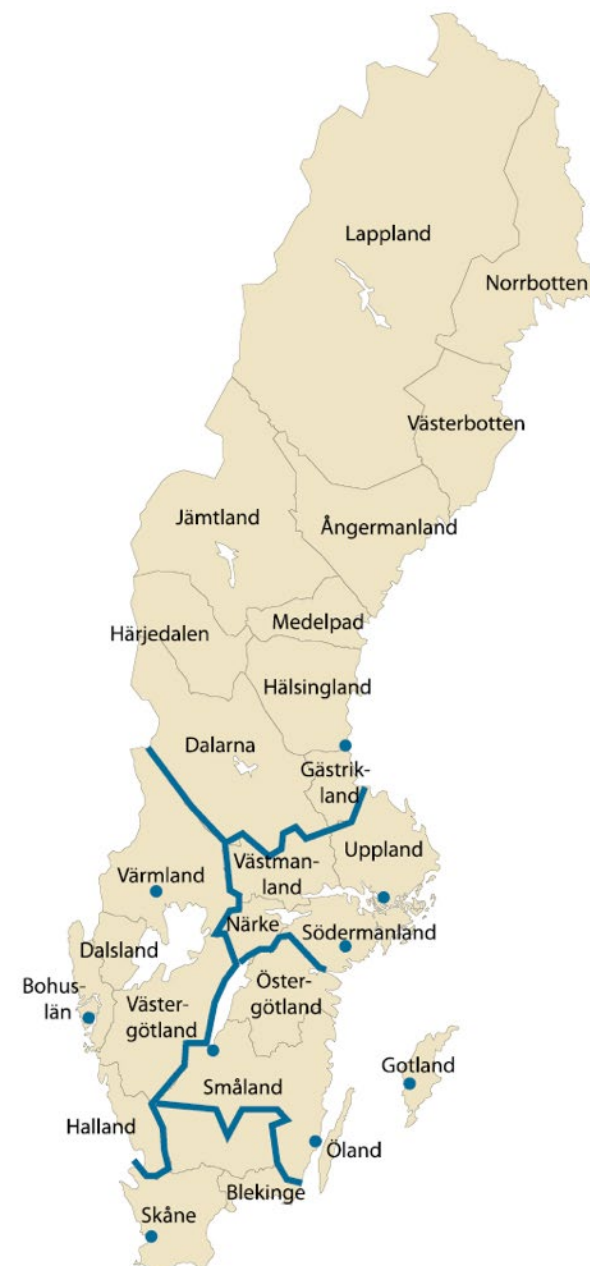 Lappland
Norrbotten
Västerbotten
Jämtland
Ångermanland
Medelpad
Härjedalen
Hälsingland
Dalarna
Gästrik-
land
Uppland
Västman-
land
Värmland
Närke
Södermanland
Dalsland
Öster-
götland
Bohus-
län
Väster-
götland
Gotland
Småland
Halland
Öland
Blekinge
Skåne